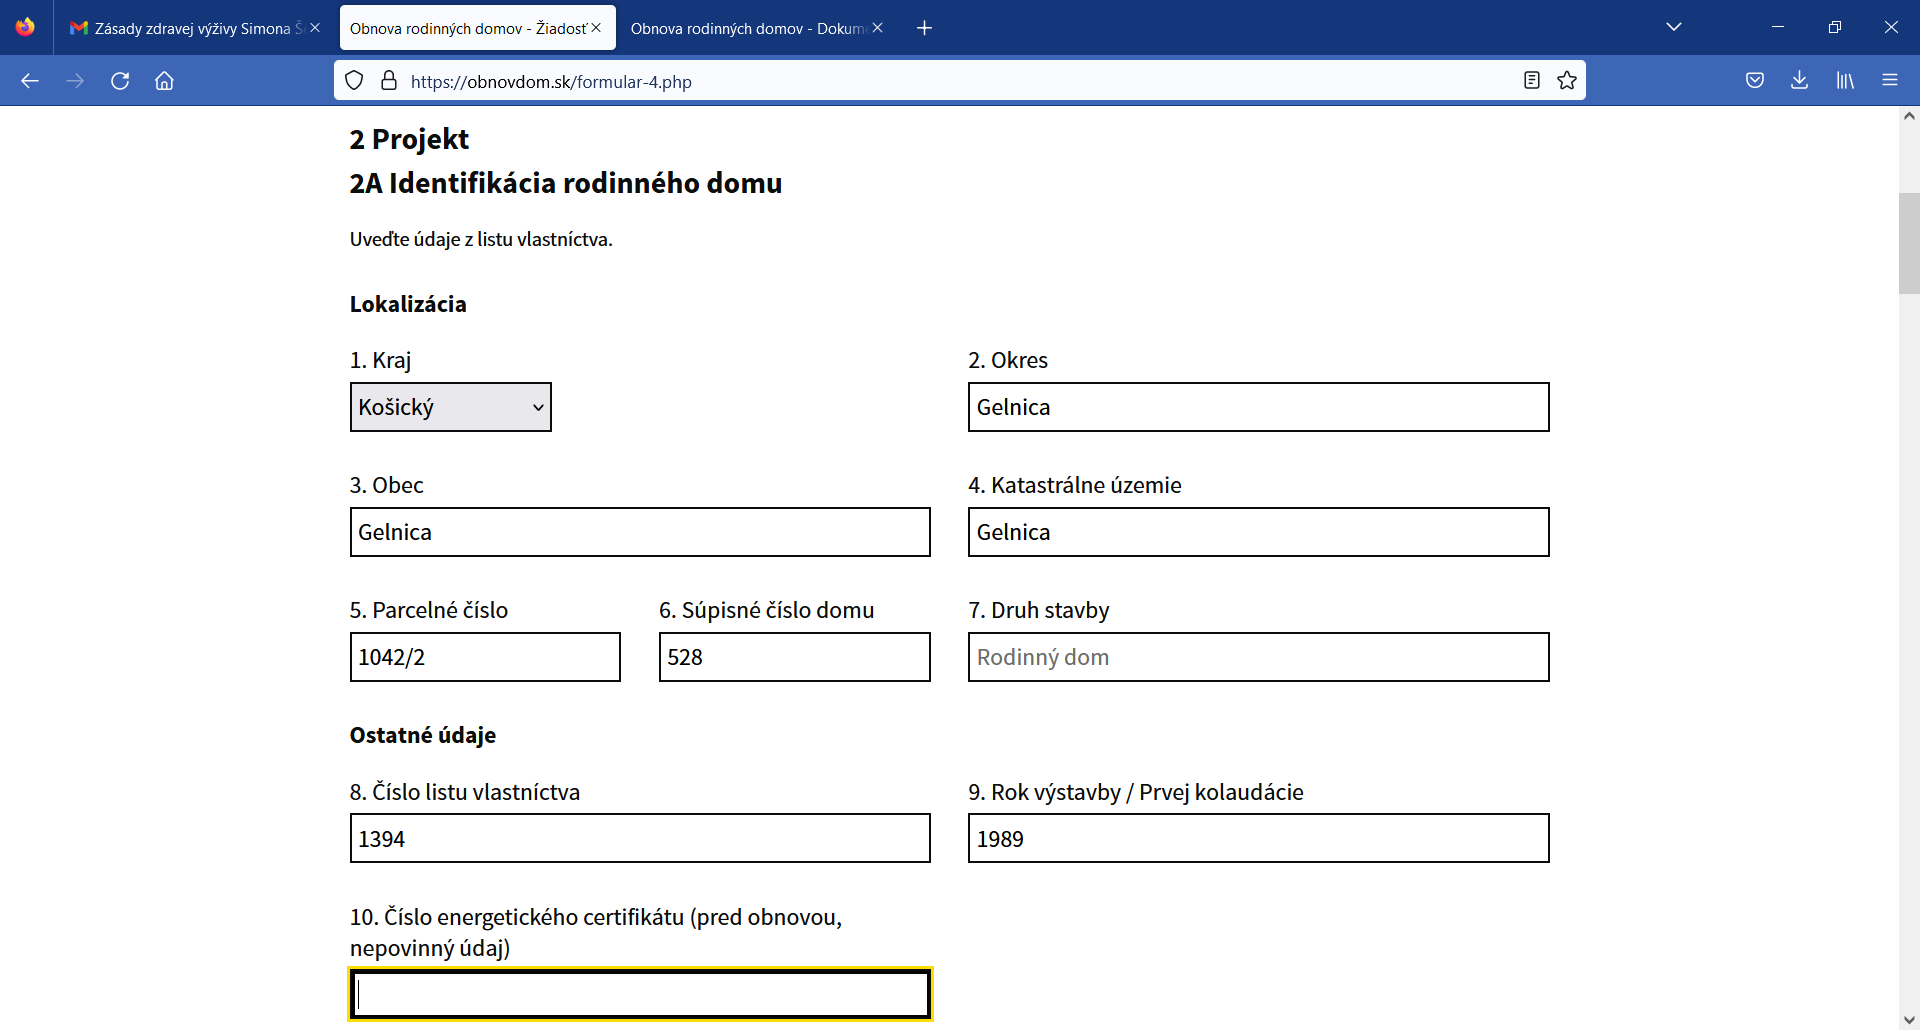 Zásady zdravej výživy Simona
Obnova rodinných domov - Žiadosť
Obnova rodinných domov - Dokum
https://obnovdom.sk/formular-4.php
2 Projekt
2A Identifikácia rodinného domu
Uveďte údaje z listu vlastníctva.
Lokalizácia
1. Kraj
2. Okres
Košický
Gelnica
3. Obec
4. Katastrálne územie
Gelnica
Gelnica
5. Parcelné číslo
6. Súpisné číslo domu
7. Druh stavby
1042/2
528
Rodinný dom
Ostatné údaje
8. Číslo listu vlastníctva
9. Rok výstavby / Prvej kolaudácie
1394
1989
10. Číslo energetického certifikátu (pred obnovou,
nepovinný údaj)